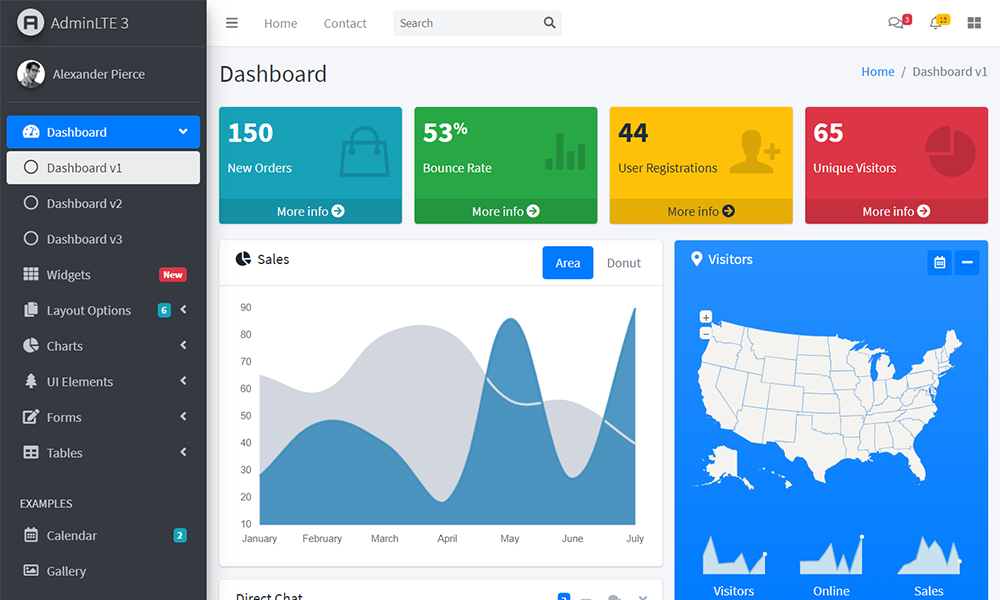 AdminLTE 3
Home
Contact
Search
3
Alexander Pierce
Dashboard
Dashboard v1
Dashboard v2
Dashboard v3
Widgets New
Layout Options 6
Charts
UI Elements
Forms
Tables
EXAMPLES
Calendar 2
Gallery
Dashboard
Home / Dashboard v1
150
New Orders
More info
53%
Bounce Rate
More info
44
User Registrations
More info
65
Unique Visitors
More info
Sales
Area
Donut
90
80
70
60
50
40
30
20
10
January February March April May June July
Visitors
+
−
Visitors Online Sales
Direct Chat